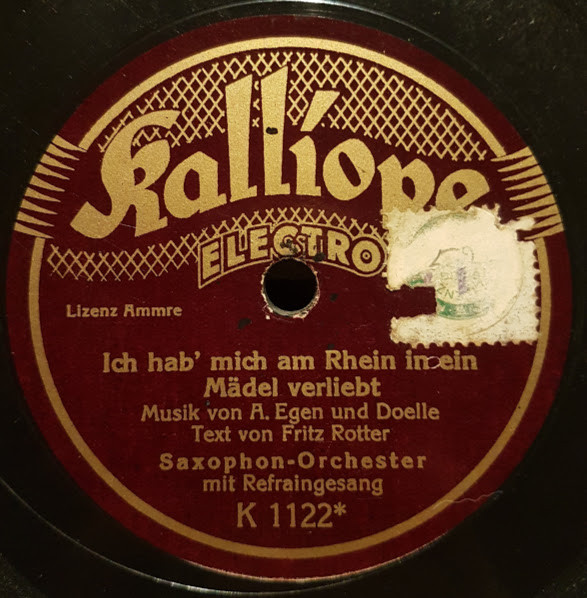 Kalliope
ELECTRO
Lizenz Ammre
Ich hab' mich am Rhein in ein
Mädel verliebt
Musik von A. Egen und Doelle
Text von Fritz Rotter
Saxophon-Orchester
mit Refraingesang
K 1122*